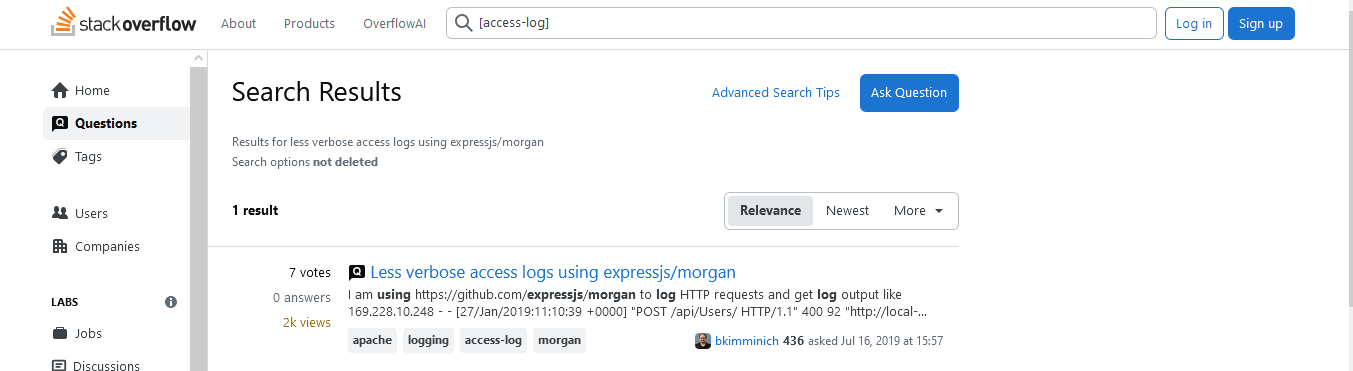 stackoverflow About Products OverflowAI [access-log] Log in Sign up
Home
Questions
Tags
Users
Companies
LABS
Jobs
Discussions
Search Results
Advanced Search Tips Ask Question
Results for less verbose access logs using expressjs/morgan
Search options not deleted
1 result Relevance Newest More
7 votes
0 answers
2k views
Less verbose access logs using expressjs/morgan
I am using https://github.com/expressjs/morgan to log HTTP requests and get log output like
169.228.10.248 - - [27/Jan/2019:11:10:39 +0000] "POST /api/Users/ HTTP/1.1" 400 92 "http://local-...
apache logging access-log morgan
bkimminich 436 asked Jul 16, 2019 at 15:57